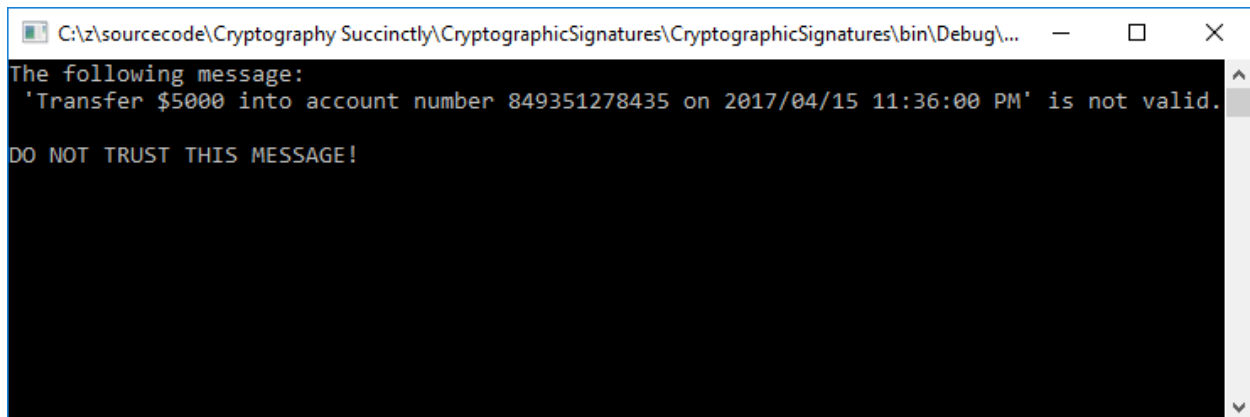 C:\z\sourcecode\Cryptography Succinctly\CryptographicSignatures\CryptographicSignatures\bin\Debug\...
The following message:
'Transfer $5000 into account number 849351278435 on 2017/04/15 11:36:00 PM' is not valid.
DO NOT TRUST THIS MESSAGE!